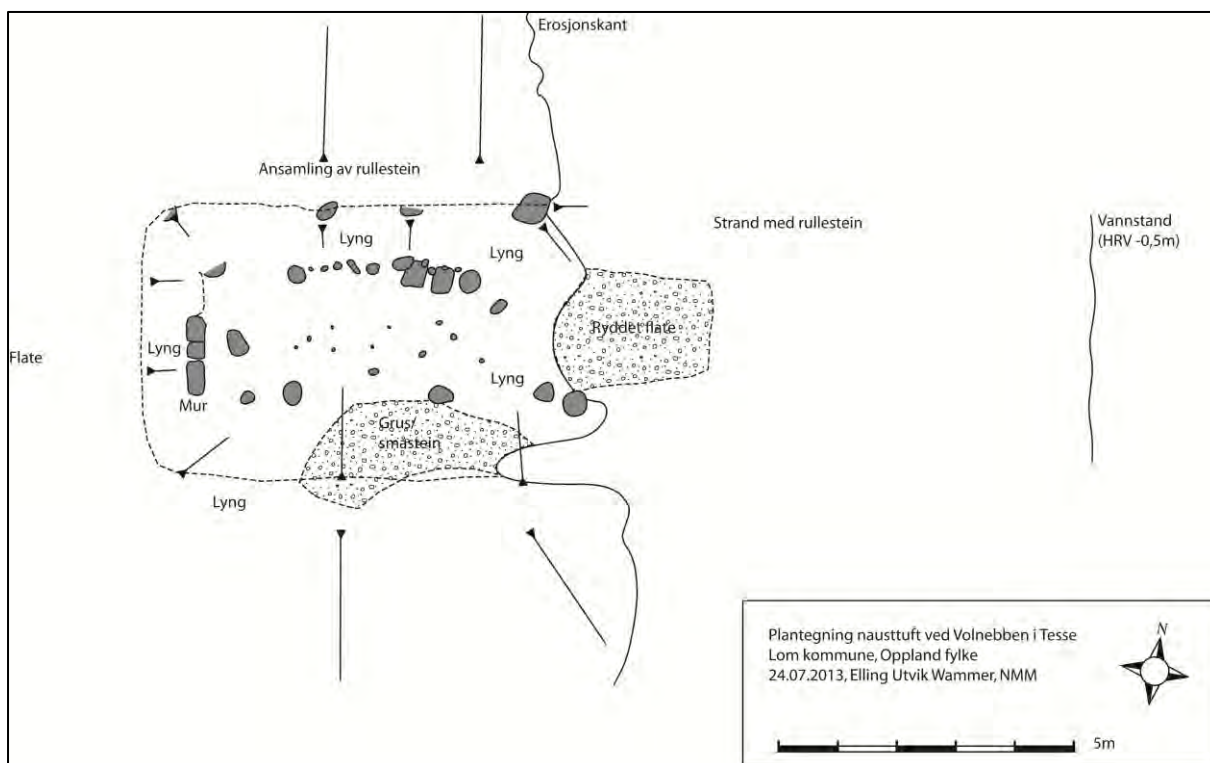 Erosjonskant
Ansamling av rullestein
Lyng
Lyng
Strand med rullestein
Vannstand
(HRV -0,5m)
Ryddet flate
Flate
Lyng
Lyng
Mur
Grus/
småstein
Lyng
Plantegning nausttuft ved Volnebben i Tesse
Lom kommune, Oppland fylke
24.07.2013, Elling Utvik Wammer, NMM
N
5m